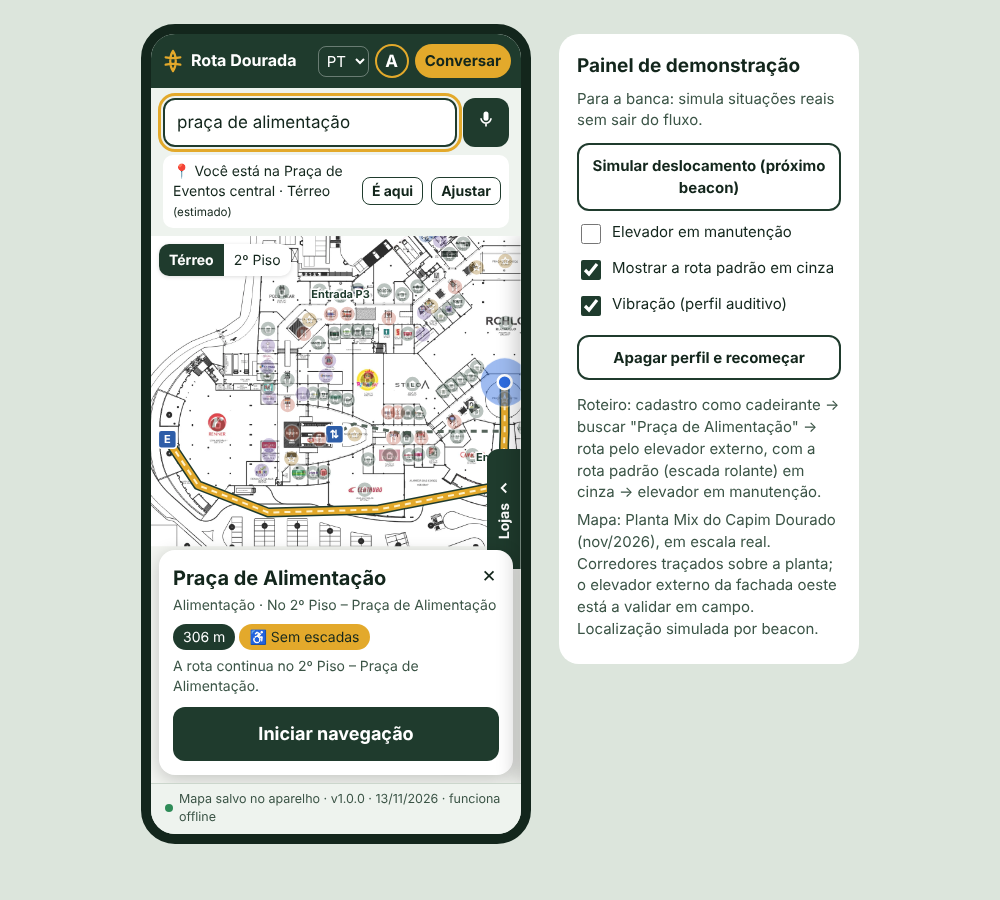 Rota Dourada
PT
A
Conversar
praça de alimentação
📍 Você está na Praça de
Eventos central · Térreo
(estimado)
É aqui
Ajustar
Térreo
2º Piso
Entrada P3
E
Lojas
Praça de Alimentação
×
Alimentação · No 2º Piso – Praça de Alimentação
306 m
♿ Sem escadas
A rota continua no 2º Piso – Praça de
Alimentação.
Iniciar navegação
Mapa salvo no aparelho · v1.0.0 · 13/11/2026 · funciona
offline
Painel de demonstração
Para a banca: simula situações reais
sem sair do fluxo.
Simular deslocamento (próximo
beacon)
Elevador em manutenção
Mostrar a rota padrão em cinza
Vibração (perfil auditivo)
Apagar perfil e recomeçar
Roteiro: cadastro como cadeirante →
buscar "Praça de Alimentação" →
rota pelo elevador externo, com a
rota padrão (escada rolante) em
cinza → elevador em manutenção.
Mapa: Planta Mix do Capim Dourado
(nov/2026), em escala real.
Corredores traçados sobre a planta;
o elevador externo da fachada oeste
está a validar em campo.
Localização simulada por beacon.